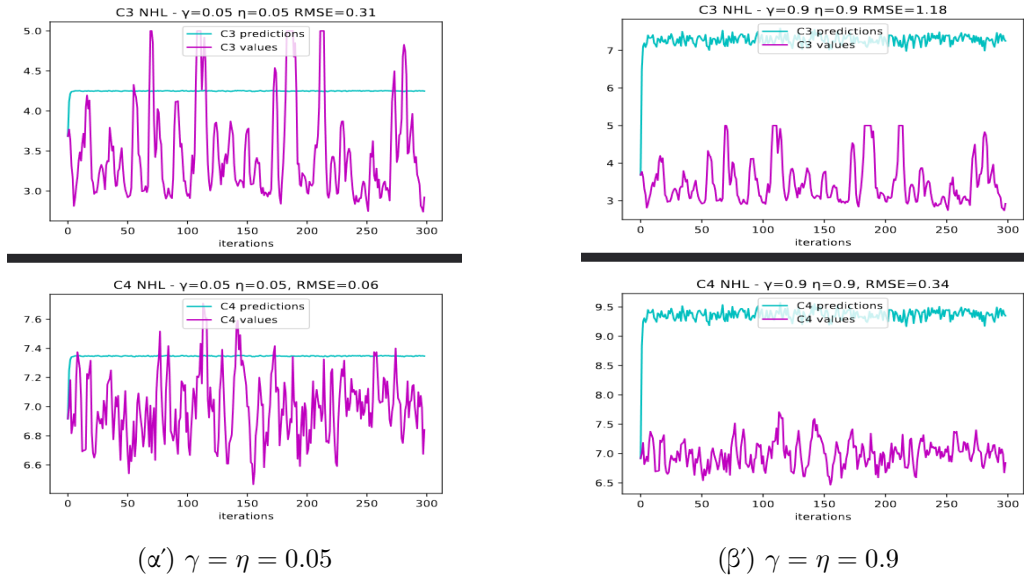 C3 NHL - γ=0.05 η=0.05 RMSE=0.31
C3 predictions
C3 values
5.0
4.5
4.0
3.5
3.0
0 50 100 150 200 250 300
iterations
C3 NHL - γ=0.9 η=0.9 RMSE=1.18
C3 predictions
C3 values
7
6
5
4
3
0 50 100 150 200 250 300
iterations
C4 NHL - γ=0.05 η=0.05, RMSE=0.06
C4 predictions
C4 values
7.6
7.4
7.2
7.0
6.8
6.6
0 50 100 150 200 250 300
iterations
C4 NHL - γ=0.9 η=0.9, RMSE=0.34
C4 predictions
C4 values
9.5
9.0
8.5
8.0
7.5
7.0
6.5
0 50 100 150 200 250 300
iterations
(αʹ) γ = η = 0.05
(βʹ) γ = η = 0.9